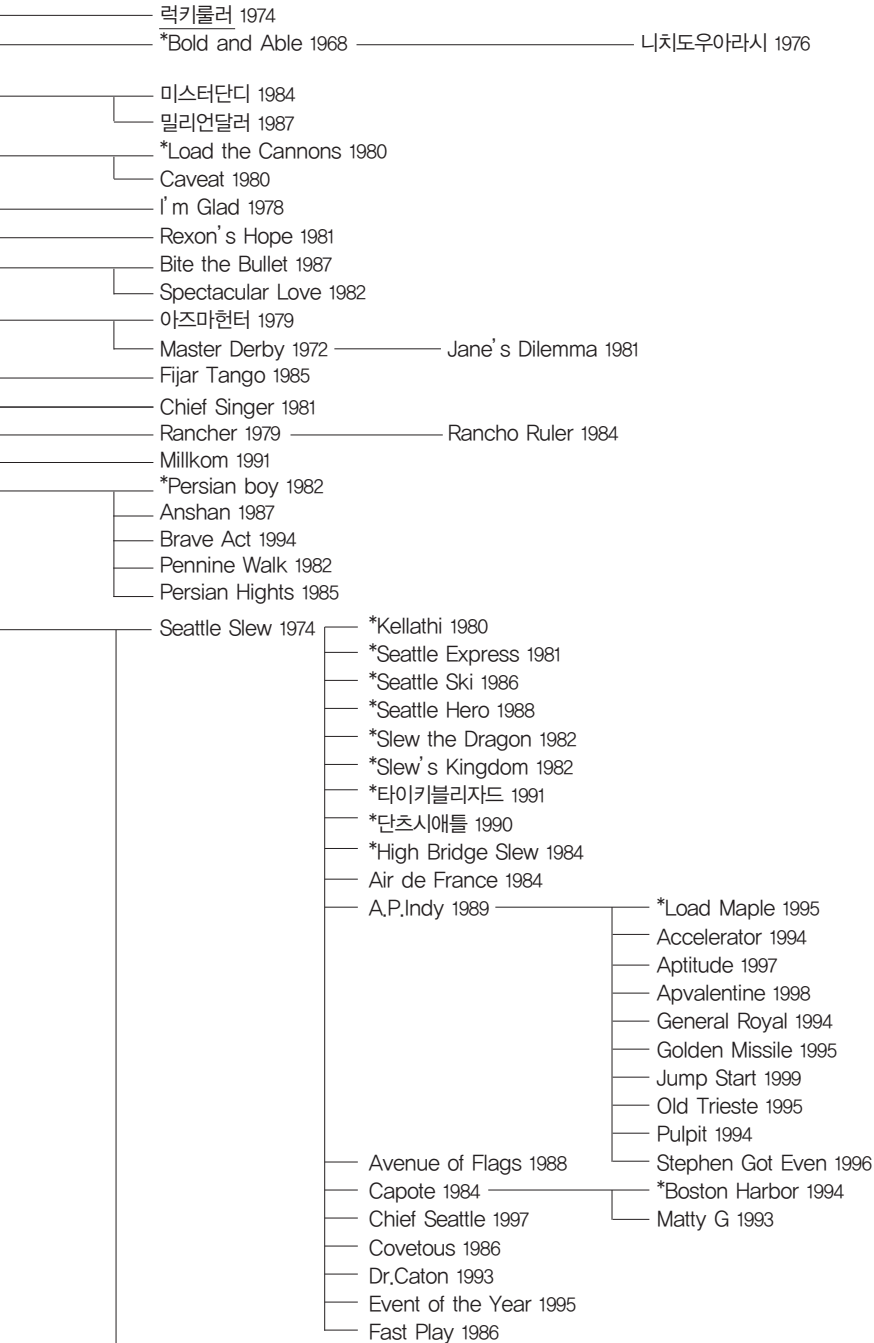 럭키룰러 1974
*Bold and Able 1968 니치도우아라시 1976
미스터단디 1984
밀리언달러 1987
*Load the Cannons 1980
Caveat 1980
I’m Glad 1978
Rexon’s Hope 1981
Bite the Bullet 1987
Spectacular Love 1982
아즈마헌터 1979
Master Derby 1972 Jane’s Dilemma 1981
Fijar Tango 1985
Chief Singer 1981
Rancher 1979 Rancho Ruler 1984
Millkom 1991
*Persian boy 1982
Anshan 1987
Brave Act 1994
Pennine Walk 1982
Persian Hights 1985
Seattle Slew 1974 *Kellathi 1980
*Seattle Express 1981
*Seattle Ski 1986
*Seattle Hero 1988
*Slew the Dragon 1982
*Slew’s Kingdom 1982
*타이키블리자드 1991
*단츠시애틀 1990
*High Bridge Slew 1984
Air de France 1984
A.P.Indy 1989 *Load Maple 1995
Accelerator 1994
Aptitude 1997
Apvalentine 1998
General Royal 1994
Golden Missile 1995
Jump Start 1999
Old Trieste 1995
Pulpit 1994
Avenue of Flags 1988 Stephen Got Even 1996
Capote 1984 *Boston Harbor 1994
Chief Seattle 1997 Matty G 1993
Covetous 1986
Dr.Caton 1993
Event of the Year 1995
Fast Play 1986